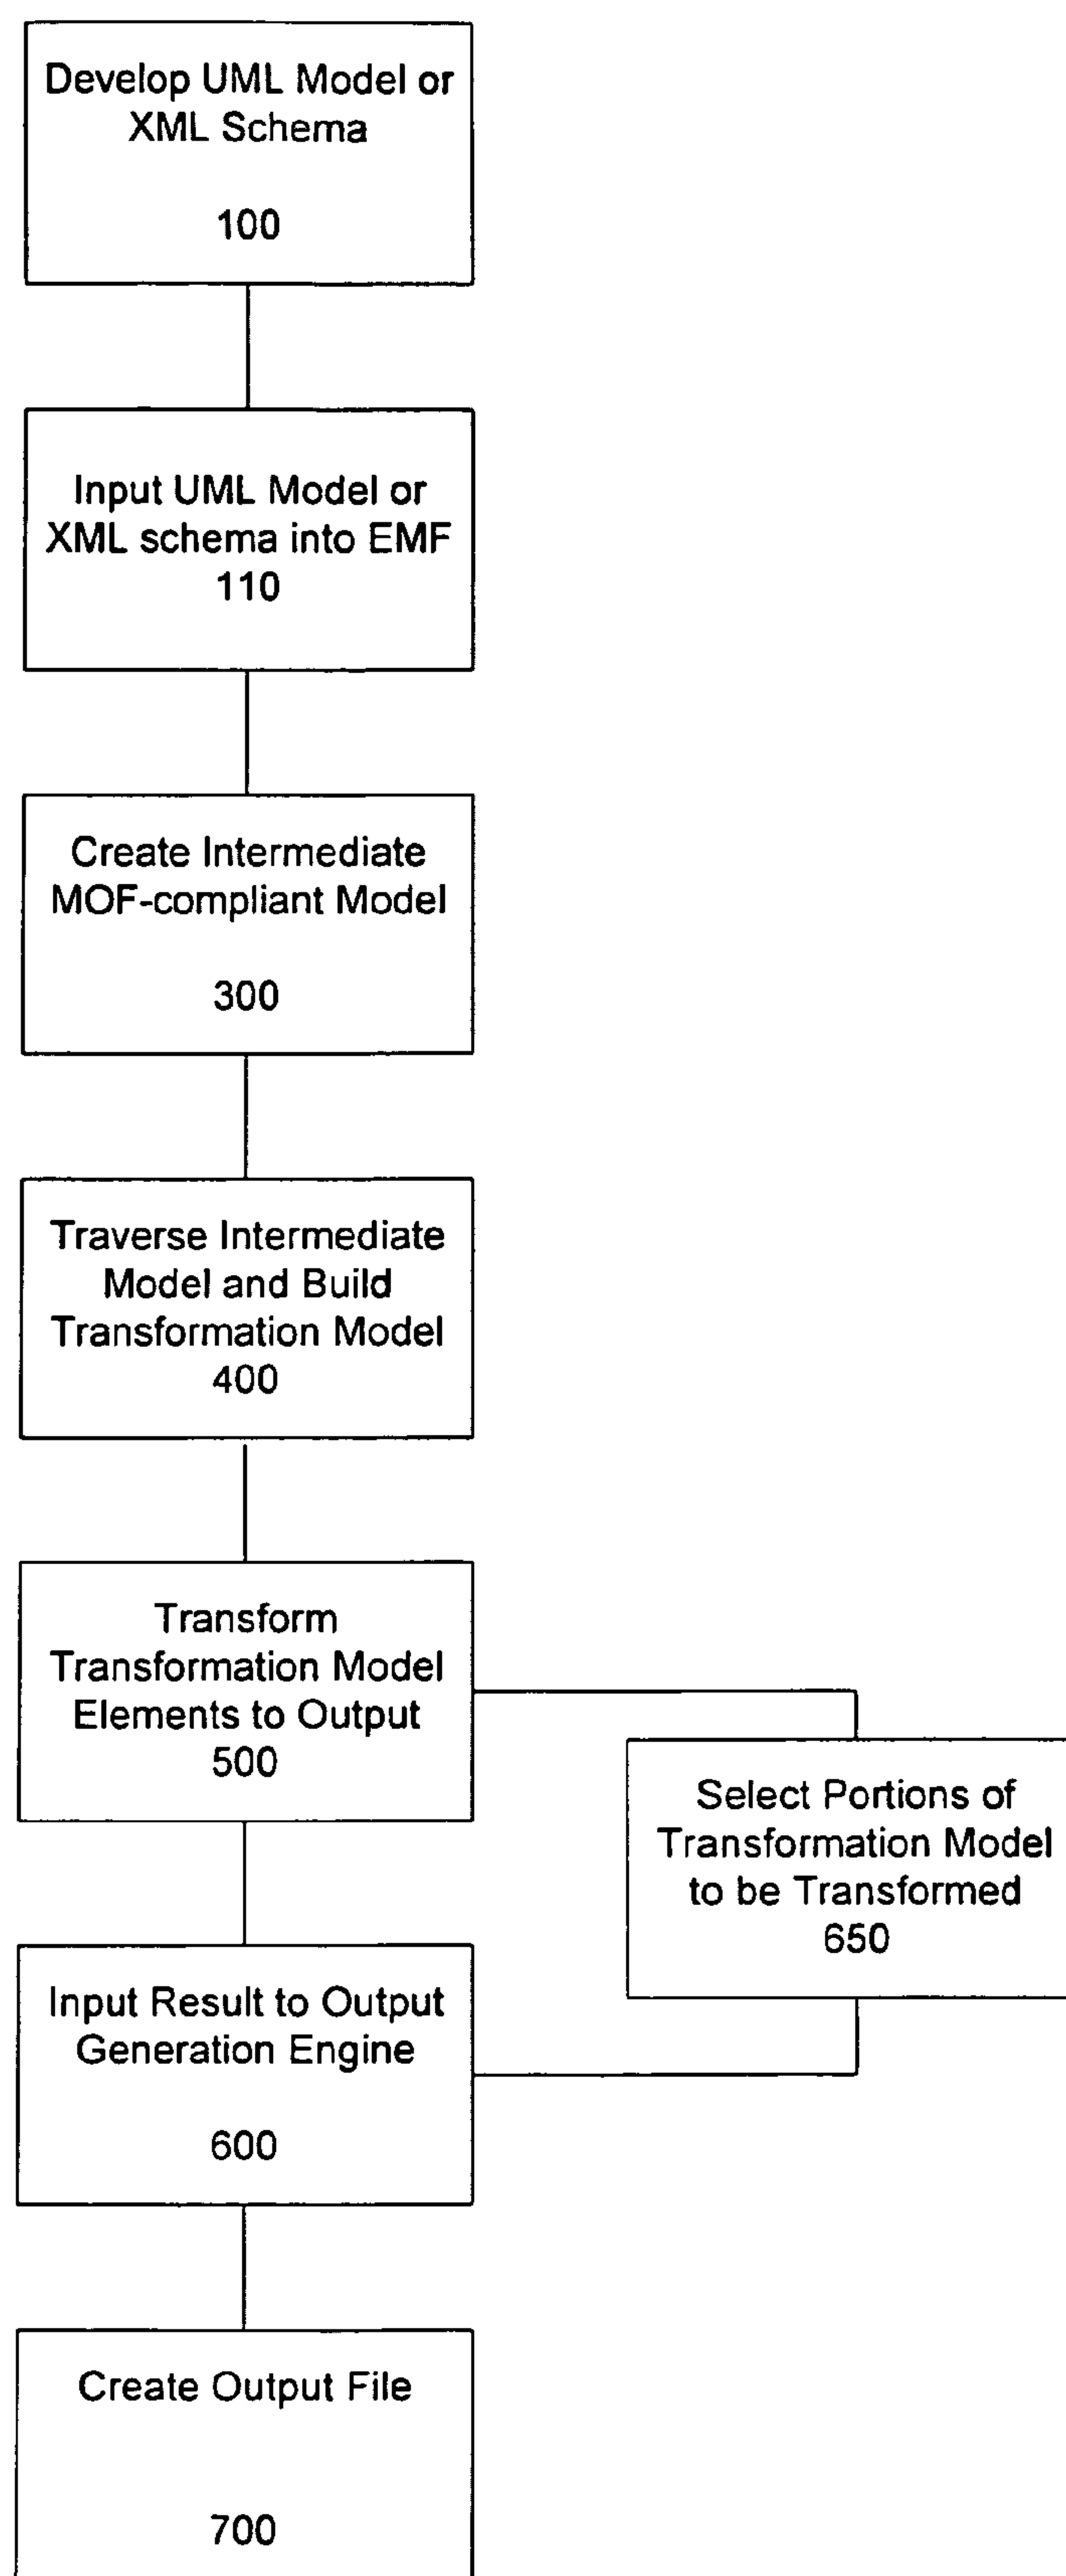 Develop UML Model or
XML Schema
100
Input UML Model or
XML schema into EMF
110
Create Intermediate
MOF-compliant Model
300
Traverse Intermediate
Model and Build
Transformation Model
400
Transform
Transformation Model
Elements to Output
500
Select Portions of
Transformation Model
to be Transformed
650
Input Result to Output
Generation Engine
600
Create Output File
700